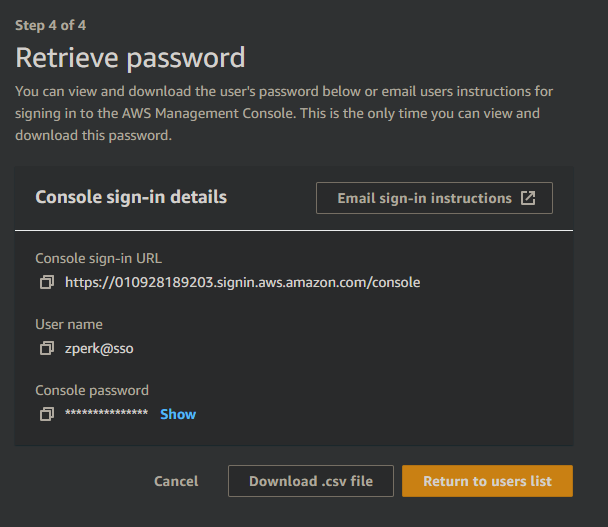 Step 4 of 4
Retrieve password
You can view and download the user's password below or email users instructions for
signing in to the AWS Management Console. This is the only time you can view and
download this password.
Console sign-in details
Email sign-in instructions
Console sign-in URL
https://010928189203.signin.aws.amazon.com/console
User name
zperk@sso
Console password
*************** Show
Cancel
Download .csv file
Return to users list